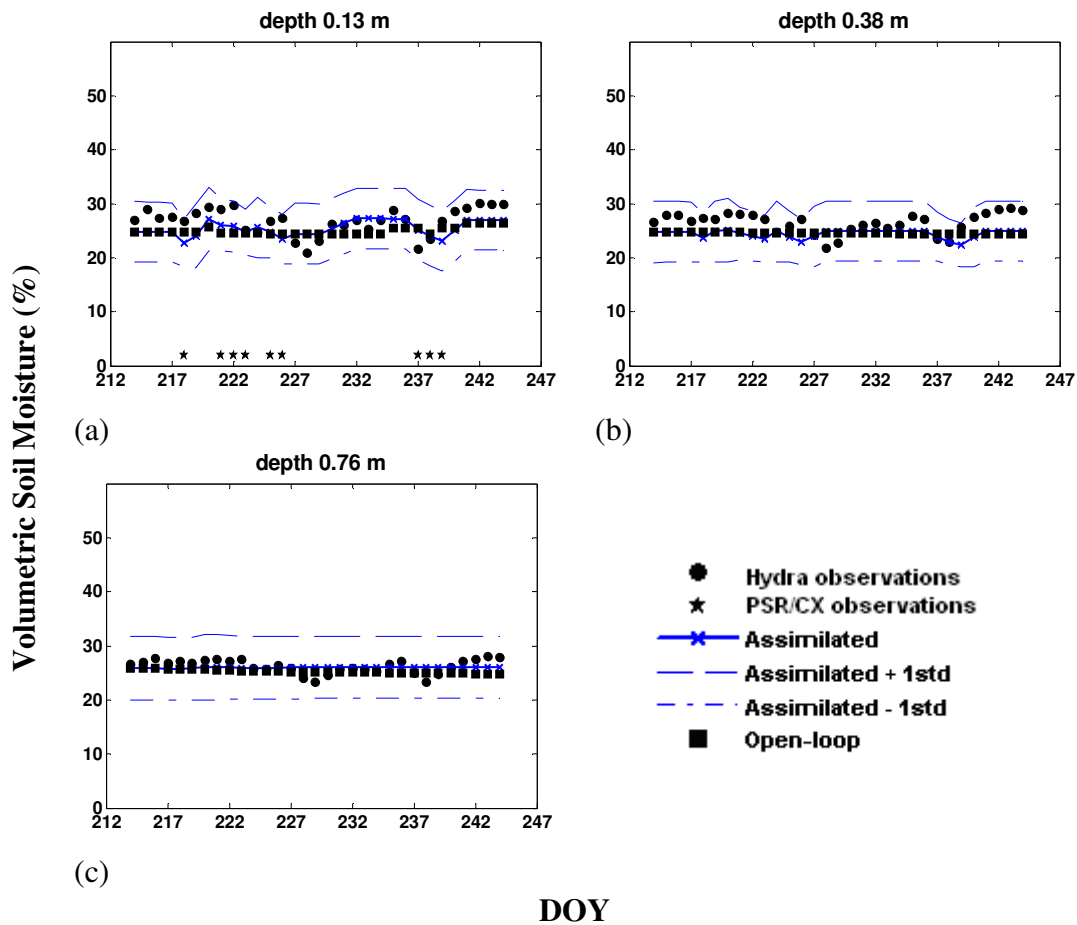 depth 0.13 m
50
40
30
20
10
0
212 217 222 227 232 237 242 247
(a)
depth 0.38 m
50
40
30
20
10
0
212 217 222 227 232 237 242 247
(b)
depth 0.76 m
50
40
30
20
10
0
212 217 222 227 232 237 242 247
(c)
Volumetric Soil Moisture (%)
Hydra observations
PSR/CX observations
Assimilated
Assimilated + 1std
Assimilated - 1std
Open-loop
DOY